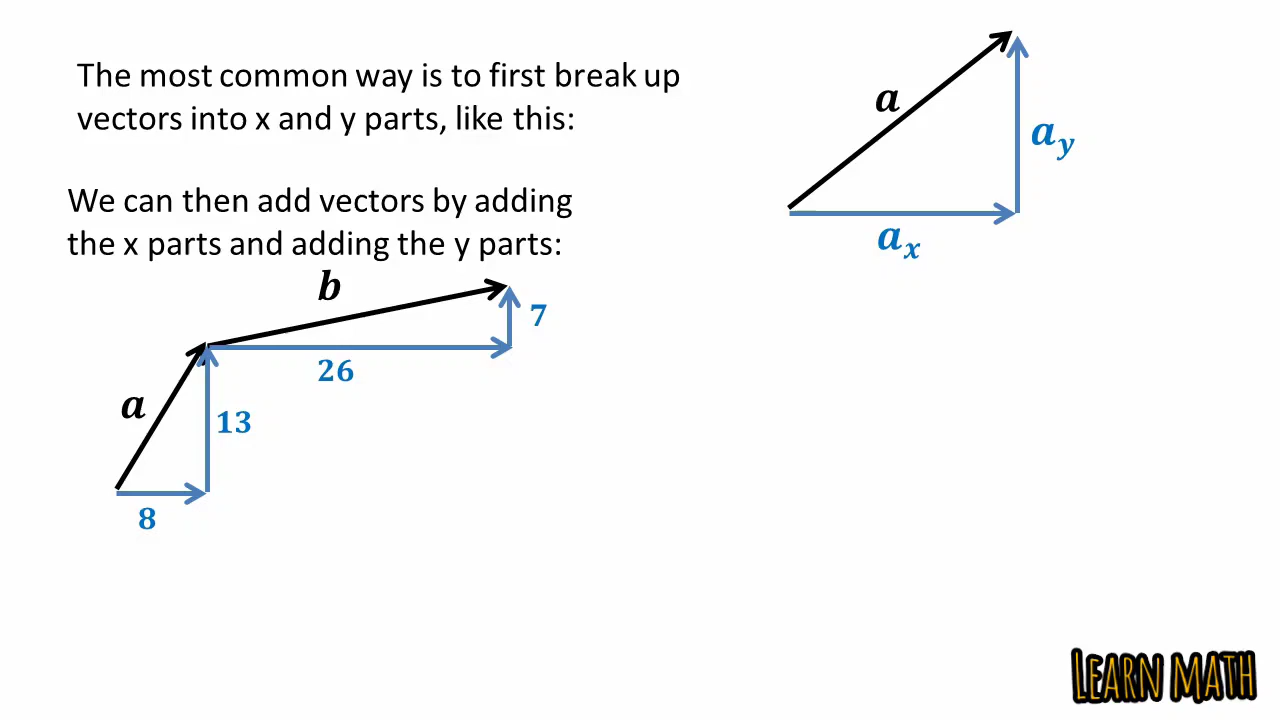 The most common way is to first break up
vectors into x and y parts, like this:
a
a_y
a_x
We can then add vectors by adding
the x parts and adding the y parts:
b
7
26
a
13
8
LEARN MATH